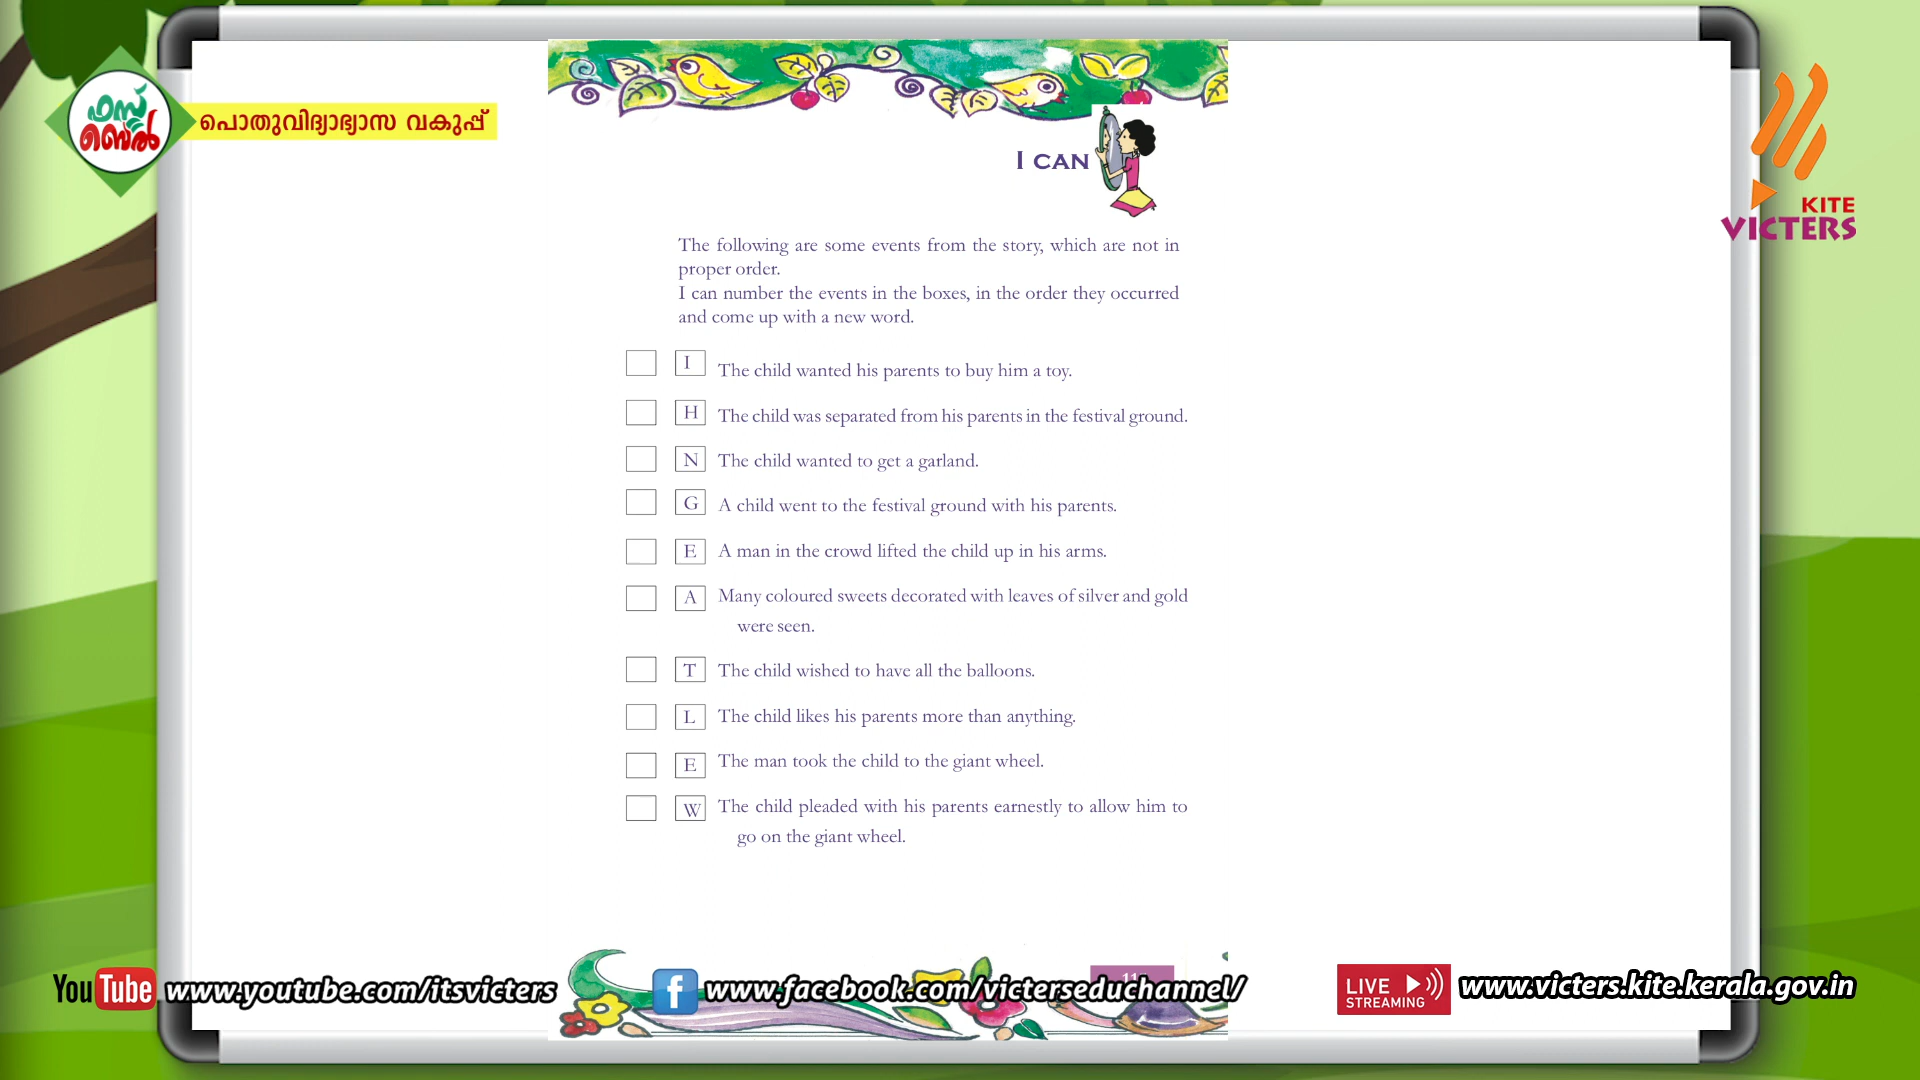 ഫസ്റ്റ്
ബെൽ
പൊതുവിദ്യാഭ്യാസ വകുപ്പ്
KITE
VICTERS
I CAN
The following are some events from the story, which are not in
proper order.
I can number the events in the boxes, in the order they occurred
and come up with a new word.
I The child wanted his parents to buy him a toy.
H The child was separated from his parents in the festival ground.
N The child wanted to get a garland.
G A child went to the festival ground with his parents.
E A man in the crowd lifted the child up in his arms.
A Many coloured sweets decorated with leaves of silver and gold
were seen.
T The child wished to have all the balloons.
L The child likes his parents more than anything.
E The man took the child to the giant wheel.
W The child pleaded with his parents earnestly to allow him to
go on the giant wheel.
YouTube www.youtube.com/itsvicters
f www.facebook.com/victerseduchannel/
LIVE STREAMING www.victers.kite.kerala.gov.in